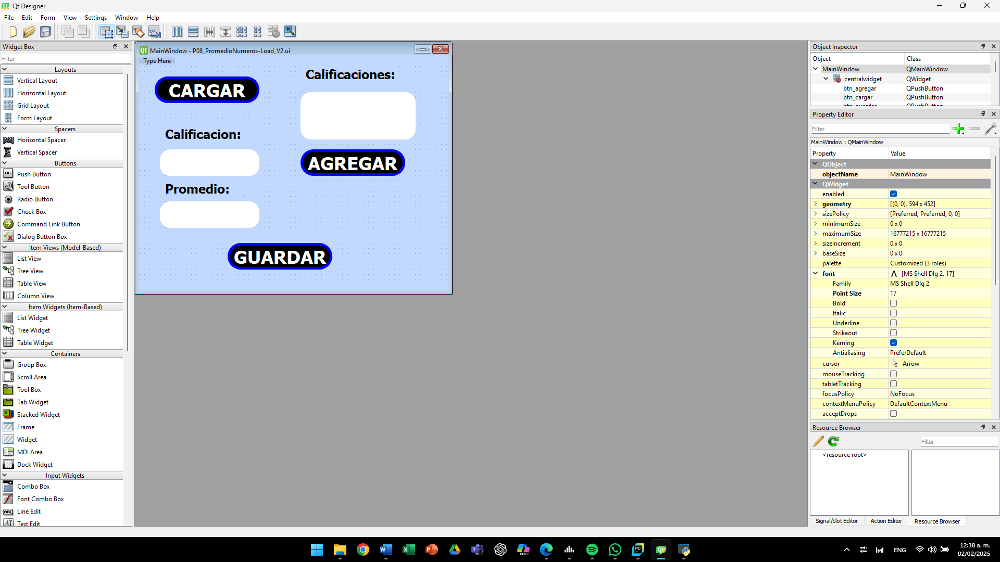 Qt Designer
File Edit Form View Settings Window Help
Widget Box
Filter
Layouts
Vertical Layout
Horizontal Layout
Grid Layout
Form Layout
Spacers
Horizontal Spacer
Vertical Spacer
Buttons
Push Button
Tool Button
Radio Button
Check Box
Command Link Button
Dialog Button Box
Item Views (Model-Based)
List View
Tree View
Table View
Column View
Item Widgets (Item-Based)
List Widget
Tree Widget
Table Widget
Containers
Group Box
Scroll Area
Tool Box
Tab Widget
Stacked Widget
Frame
Widget
MDI Area
Dock Widget
Input Widgets
Combo Box
Font Combo Box
Line Edit
Text Edit
MainWindow - P08_PromedioNumeros-Load_V2.ui
Type Here
CARGAR
Calificaciones:
Calificacion:
AGREGAR
Promedio:
GUARDAR
Object Inspector
Object Class
MainWindow QMainWindow
centralwidget QWidget
btn_agregar QPushButton
btn_cargar QPushButton
Property Editor
Filter
MainWindow : QMainWindow
Property Value
QObject
objectName MainWindow
QWidget
enabled
geometry [(0, 0), 594 x 452]
sizePolicy [Preferred, Preferred, 0, 0]
minimumSize 0 x 0
maximumSize 16777215 x 16777215
sizeIncrement 0 x 0
baseSize 0 x 0
palette Customized (3 roles)
font A [MS Shell Dlg 2, 17]
Family MS Shell Dlg 2
Point Size 17
Bold
Italic
Underline
Strikeout
Kerning
Antialiasing PreferDefault
cursor Arrow
mouseTracking
tabletTracking
focusPolicy NoFocus
contextMenuPolicy DefaultContextMenu
acceptDrops
Resource Browser
Filter
<resource root>
Signal/Slot Editor Action Editor Resource Browser
ENG
12:38 a. m.
02/02/2025